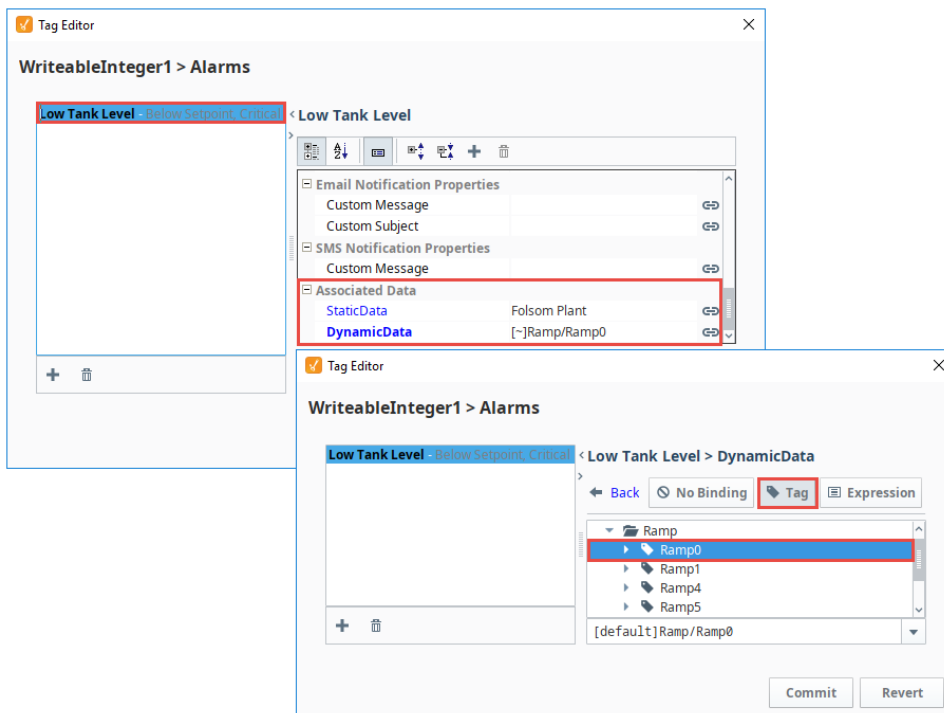 Tag Editor
WriteableInteger1 > Alarms
Low Tank Level - Below Setpoint, Critical
Low Tank Level
Email Notification Properties
Custom Message
Custom Subject
SMS Notification Properties
Custom Message
Associated Data
StaticData Folsom Plant
DynamicData [~]Ramp/Ramp0
Tag Editor
WriteableInteger1 > Alarms
Low Tank Level - Below Setpoint, Critical
Low Tank Level > DynamicData
Back No Binding Tag Expression
Ramp
Ramp0
Ramp1
Ramp4
Ramp5
[default]Ramp/Ramp0
Commit Revert